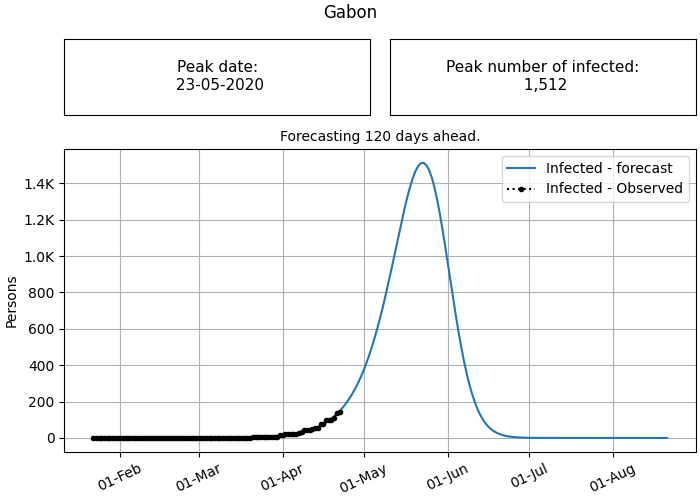 Gabon
Peak date:
23-05-2020
Peak number of infected:
1,512
Forecasting 120 days ahead.
Infected - forecast
Infected - Observed
Persons
1.4K
1.2K
1.0K
800
600
400
200
0
01-Feb
01-Mar
01-Apr
01-May
01-Jun
01-Jul
01-Aug